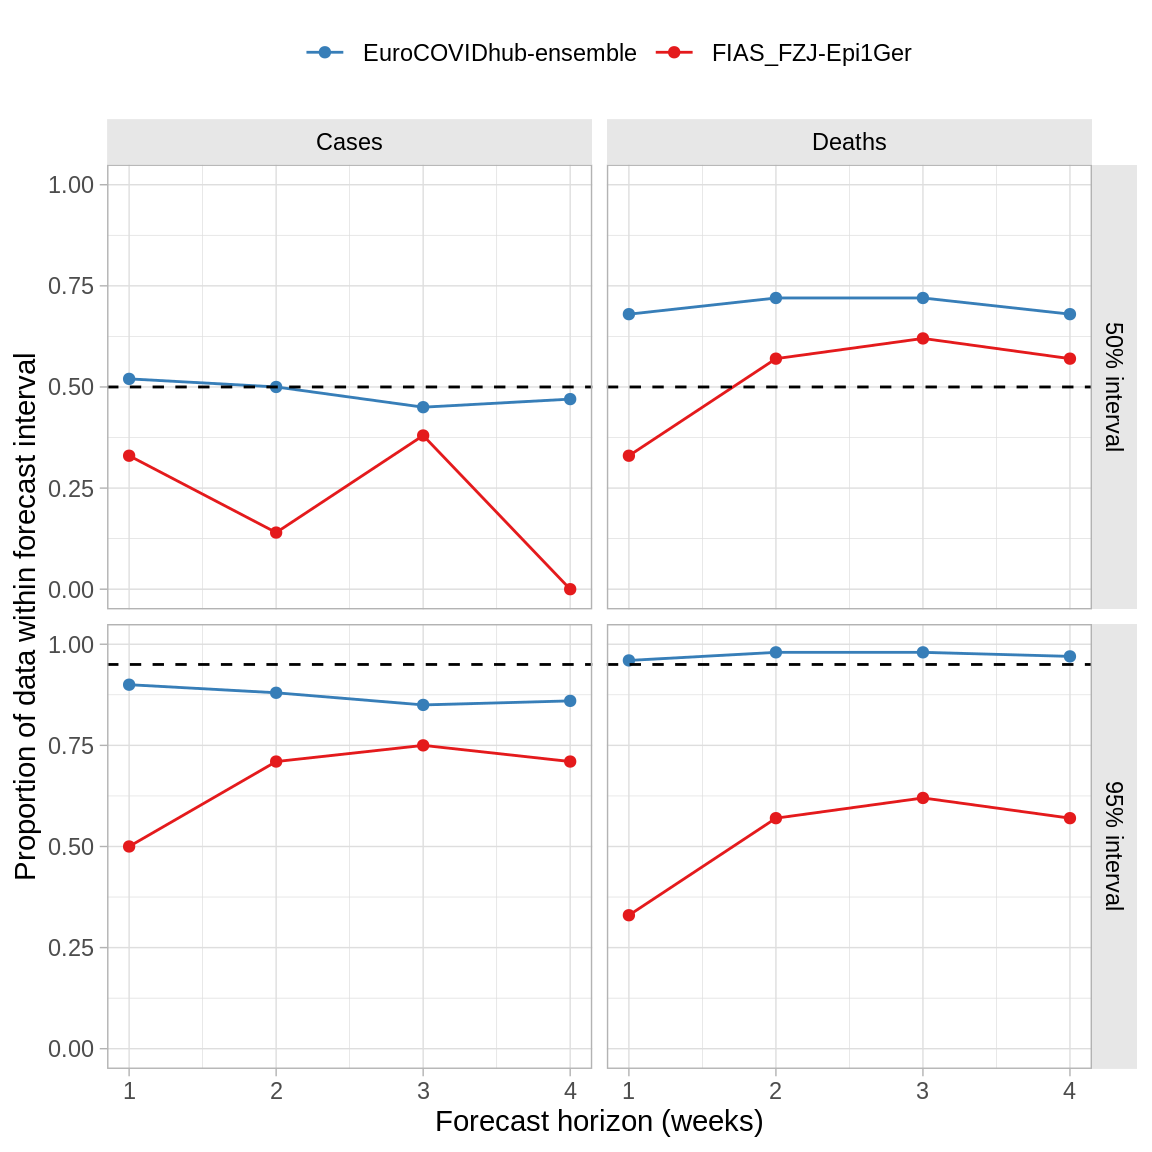 EuroCOVIDhub-ensemble FIAS_FZJ-Epi1Ger
Cases Deaths
1.00
0.75
0.50
0.25
0.00
50% interval
1.00
0.75
0.50
0.25
0.00
95% interval
Proportion of data within forecast interval
1 2 3 4 1 2 3 4
Forecast horizon (weeks)